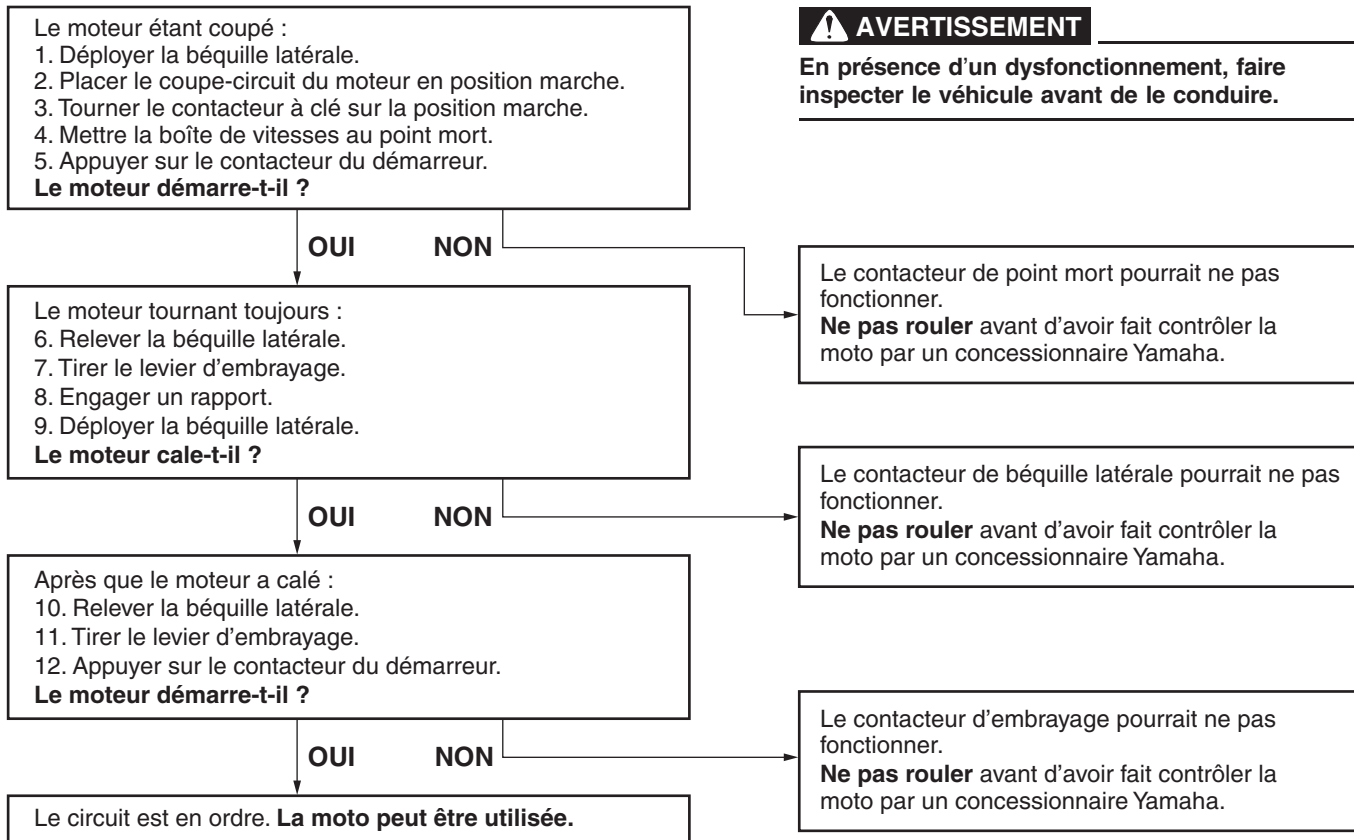 Le moteur étant coupé :
1. Déployer la béquille latérale.
2. Placer le coupe-circuit du moteur en position marche.
3. Tourner le contacteur à clé sur la position marche.
4. Mettre la boîte de vitesses au point mort.
5. Appuyer sur le contacteur du démarreur.
Le moteur démarre-t-il ?
AVERTISSEMENT
En présence d'un dysfonctionnement, faire
inspecter le véhicule avant de le conduire.
OUI NON
Le contacteur de point mort pourrait ne pas
fonctionner.
Ne pas rouler avant d'avoir fait contrôler la
moto par un concessionnaire Yamaha.
Le moteur tournant toujours :
6. Relever la béquille latérale.
7. Tirer le levier d'embrayage.
8. Engager un rapport.
9. Déployer la béquille latérale.
Le moteur cale-t-il ?
OUI NON
Le contacteur de béquille latérale pourrait ne pas
fonctionner.
Ne pas rouler avant d'avoir fait contrôler la
moto par un concessionnaire Yamaha.
Après que le moteur a calé :
10. Relever la béquille latérale.
11. Tirer le levier d'embrayage.
12. Appuyer sur le contacteur du démarreur.
Le moteur démarre-t-il ?
OUI NON
Le contacteur d'embrayage pourrait ne pas
fonctionner.
Ne pas rouler avant d'avoir fait contrôler la
moto par un concessionnaire Yamaha.
Le circuit est en ordre. La moto peut être utilisée.